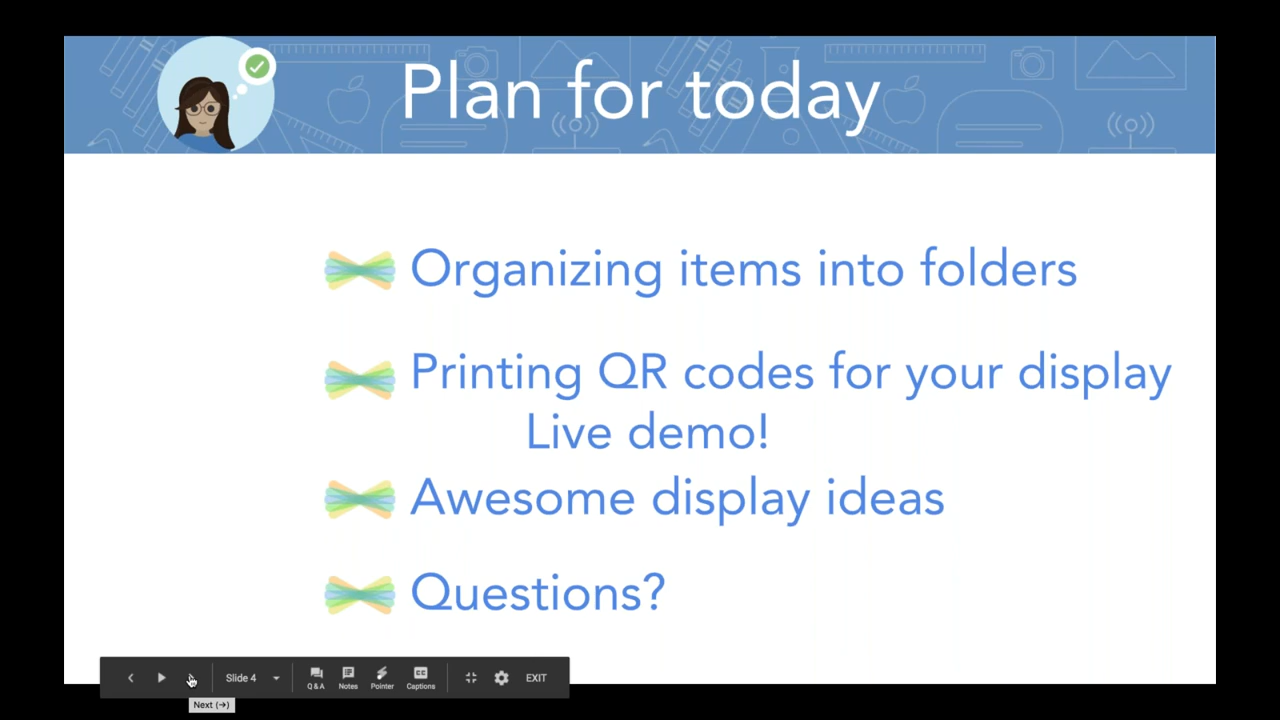 Plan for today
Organizing items into folders
Printing QR codes for your display
Live demo!
Awesome display ideas
Questions?
Slide 4
Q & A
Notes
Pointer
Captions
EXIT
Next (→)